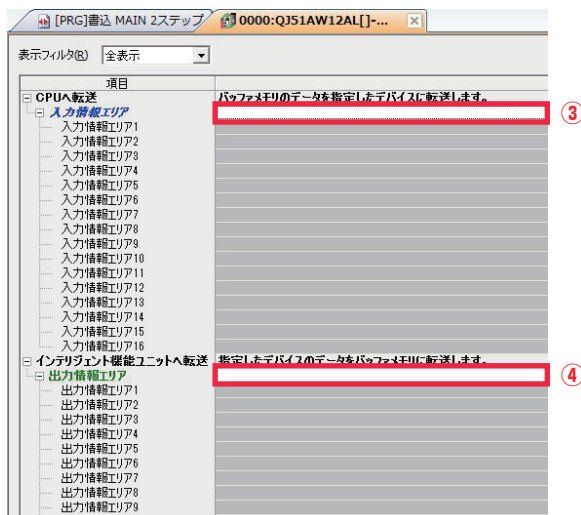 [PRG]書込 MAIN 2ステップ 0000:QJ51AW12AL[]-...
表示フィルタ(R) 全表示
項目
CPUへ転送 バッファメモリのデータを指定したデバイスに転送します。
入力情報エリア ③
入力情報エリア1
入力情報エリア2
入力情報エリア3
入力情報エリア4
入力情報エリア5
入力情報エリア6
入力情報エリア7
入力情報エリア8
入力情報エリア9
入力情報エリア10
入力情報エリア11
入力情報エリア12
入力情報エリア13
入力情報エリア14
入力情報エリア15
入力情報エリア16
インテリジェント機能ユニットへ転送 指定したデバイスのデータをバッファメモリに転送します。
出力情報エリア ④
出力情報エリア1
出力情報エリア2
出力情報エリア3
出力情報エリア4
出力情報エリア5
出力情報エリア6
出力情報エリア7
出力情報エリア8
出力情報エリア9